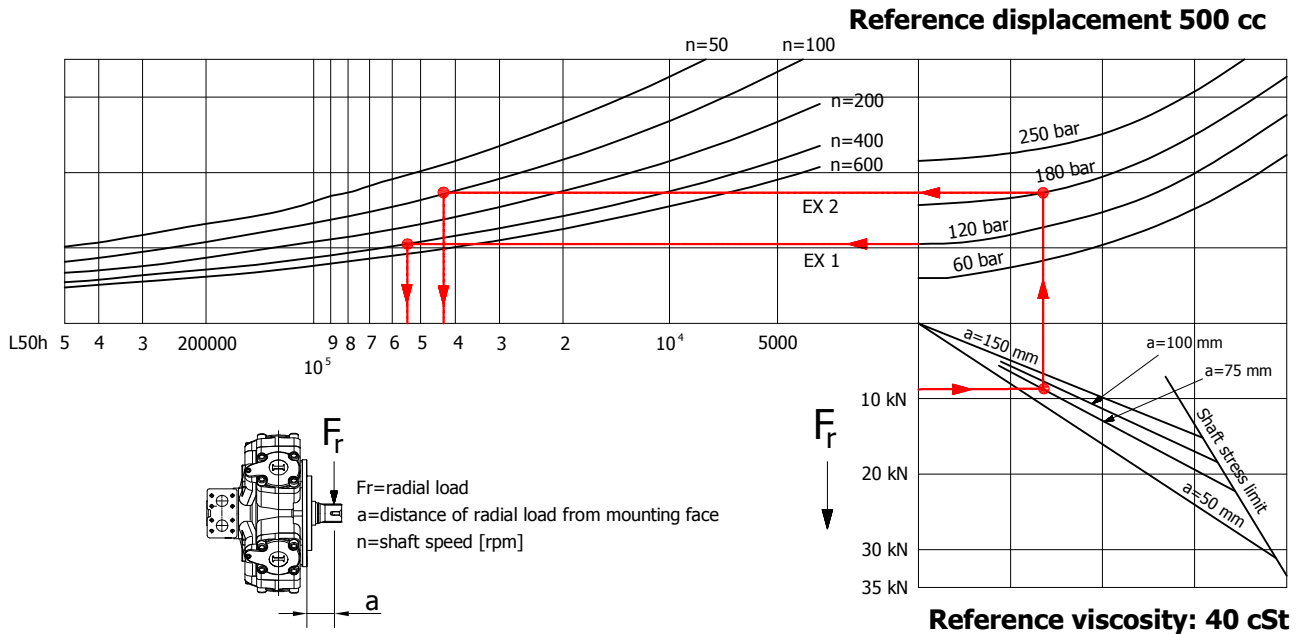 Reference displacement 500 cc
n=50
n=100
n=200
n=400
n=600
250 bar
180 bar
120 bar
60 bar
EX 2
EX 1
L50h 5 4 3 200000 9 8 7 6 5 4 3 2 10⁴ 5000
10⁵
a=150 mm
a=100 mm
a=75 mm
a=50 mm
Shaft stress limit
10 kN
20 kN
30 kN
35 kN
Fr
Fr
Fr=radial load
a=distance of radial load from mounting face
n=shaft speed [rpm]
a
Reference viscosity: 40 cSt